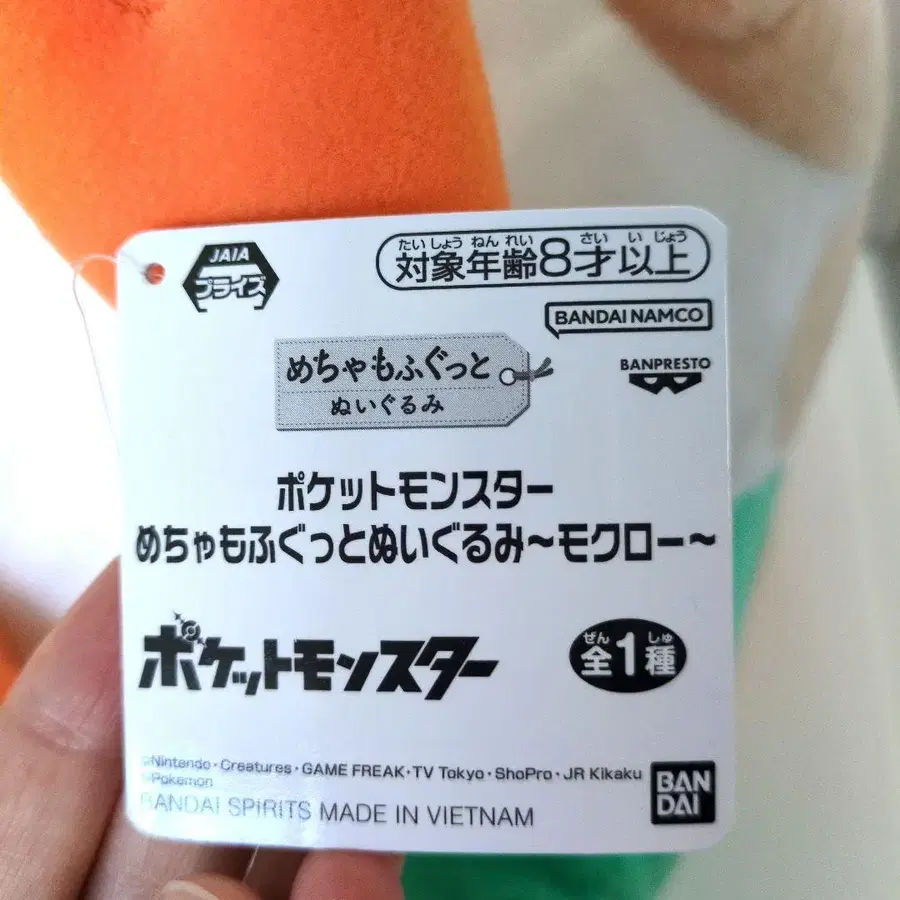 JAIA
プライズ
たいしょうねんれい さいいじょう
対象年齢8才以上
BANDAI NAMCO
BANPRESTO
めちゃもふぐっと
ぬいぐるみ
ポケットモンスター
めちゃもふぐっとぬいぐるみ~モクロー~
ポケットモンスター
ぜん しゅ
全1種
©Nintendo・Creatures・GAME FREAK・TV Tokyo・ShoPro・JR Kikaku
©Pokémon
BANDAI SPIRITS MADE IN VIETNAM
BAN
DAI